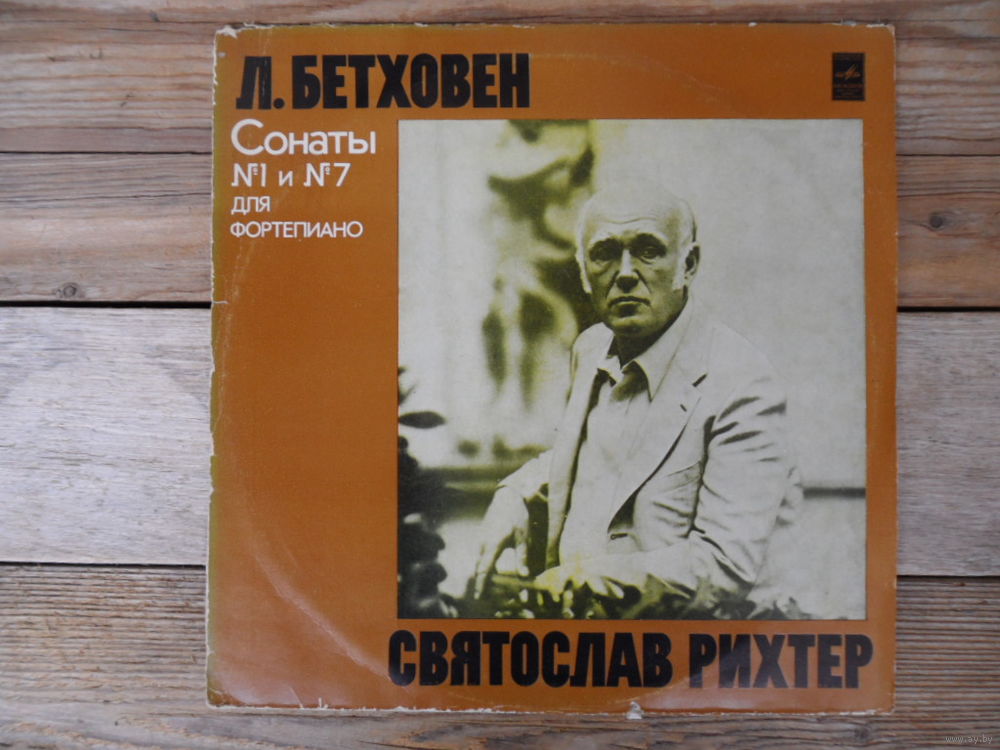 Л. БЕТХОВЕН
Сонаты
№1 и №7
ДЛЯ
ФОРТЕПИАНО
СВЯТОСЛАВ РИХТЕР
www.ay.by